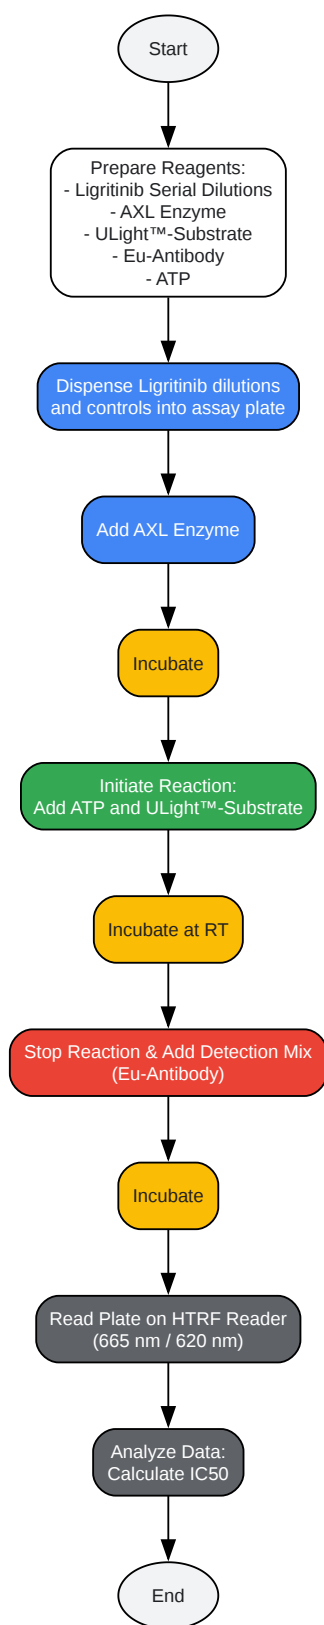 Start
Prepare Reagents:
- Ligritinib Serial Dilutions
- AXL Enzyme
- ULight™-Substrate
- Eu-Antibody
- ATP
Dispense Ligritinib dilutions
and controls into assay plate
Add AXL Enzyme
Incubate
Initiate Reaction:
Add ATP and ULight™-Substrate
Incubate at RT
Stop Reaction & Add Detection Mix
(Eu-Antibody)
Incubate
Read Plate on HTRF Reader
(665 nm / 620 nm)
Analyze Data:
Calculate IC50
End